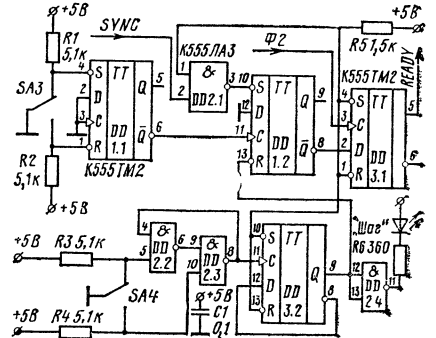 +5В
R1
5,1к
SYNC
К555ЛА3
Ф2
+5В
R5 1,5к
К555ТМ2
READY
SA3
4
S
TT
Q
5
2
D
3
C
DD
1.1
Q̄
6
1
R
R2
5,1к
К555ТМ2
+5В
1
&
2
DD2.1
3
10
S
TT
Q
9
12
D
11
C
DD
1.2
Q̄
8
13
R
4
S
TT
3
C
2
D
DD
3.1
1
R
5
6
+5В
R3 5,1к
4
&
5
DD
2.2
6
9
&
10
DD
2.3
8
SA4
+5В
R4 5,1к
+5В
C1
0,1
10
S
TT
Q
9
11
C
12
D
DD
3.2
8
13
R
12
&
13
DD
2.4
11
"Шаг"
R6 360